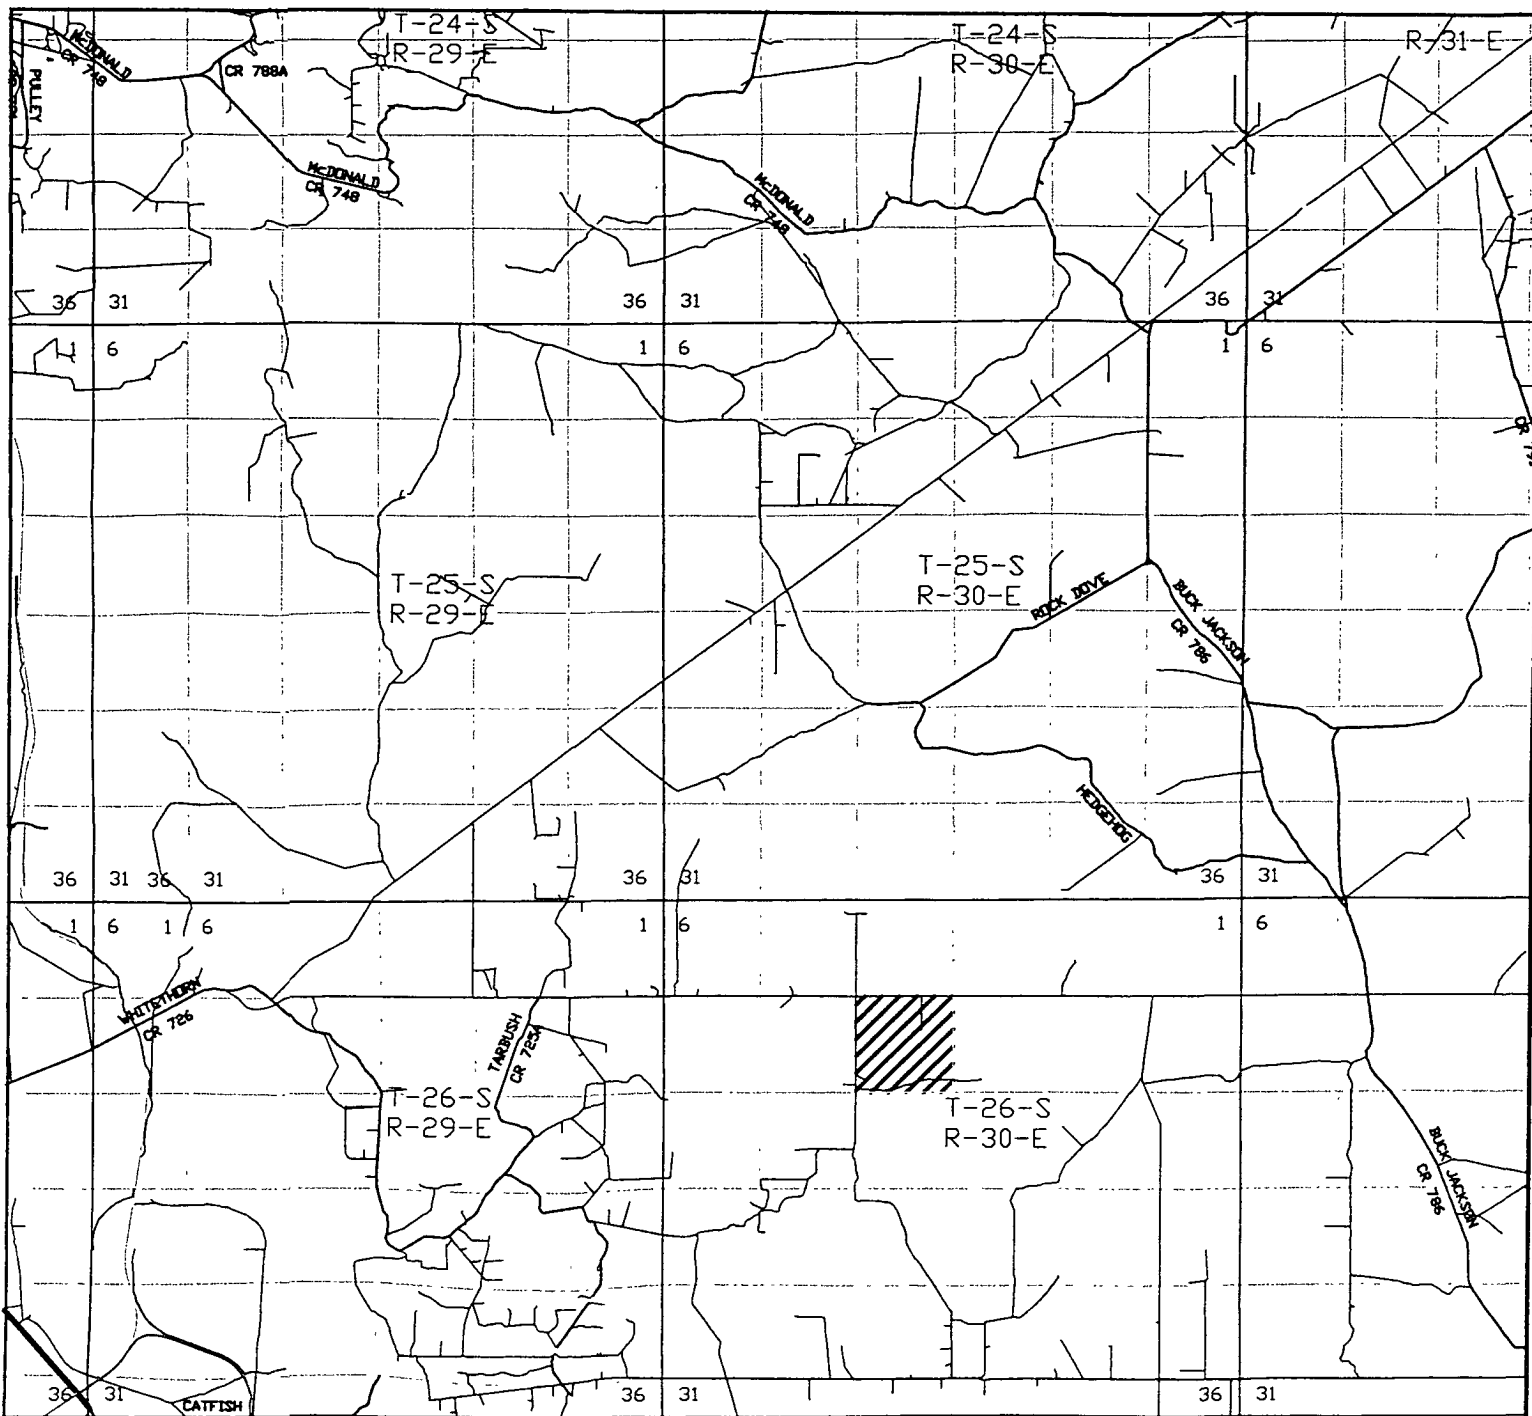 T-24-S
R-29-E
T-24-S
R-30-E
R-31-E
McDONALD
CR 748
PULLEY
CR 788A
McDONALD
CR 748
McDONALD
CR 748
36 31
36 31
36 31
1 6
1 6
1 6
CR
T-25-S
R-29-E
T-25-S
R-30-E
ROCK DOVE
BUCK JACKSON
CR 786
HEDGEHOG
36 31 36 31
36 31
36 31
1 6 1 6
1 6
1 6
WHITETHORN
CR 726
TARBUSH
CR 725A
T-26-S
R-29-E
T-26-S
R-30-E
BUCK JACKSON
CR 786
36 31
36 31
36 31
CATFISH